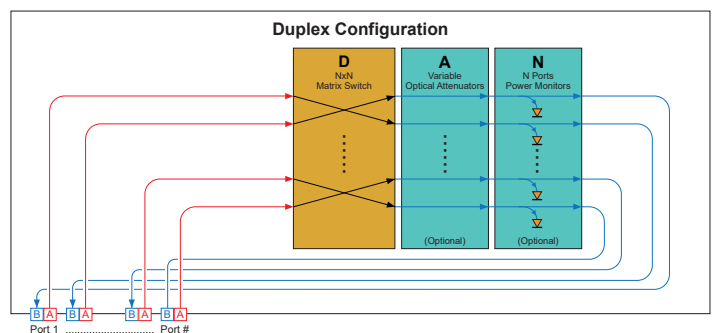 Duplex Configuration
D
NxN
Matrix Switch
A
Variable
Optical Attenuators
(Optional)
N
N Ports
Power Monitors
(Optional)
B A B A B A B A
Port 1 .............................. Port #